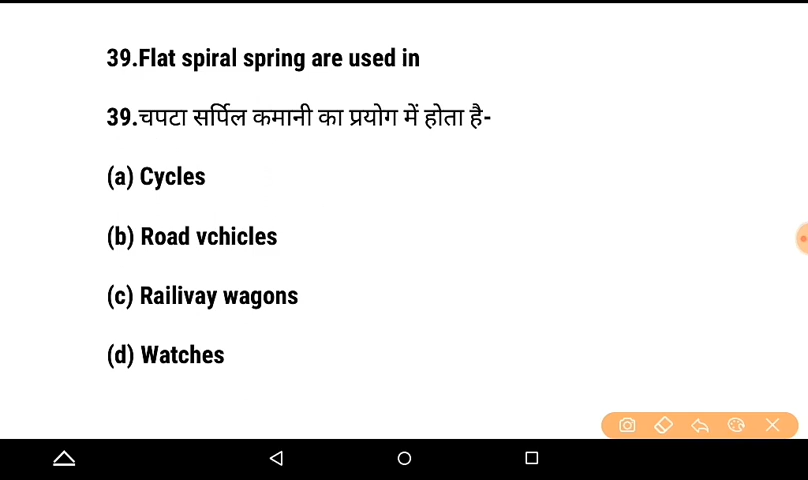 39.Flat spiral spring are used in
39.चपटा सर्पिल कमानी का प्रयोग में होता है-
(a) Cycles
(b) Road vchicles
(c) Railivay wagons
(d) Watches